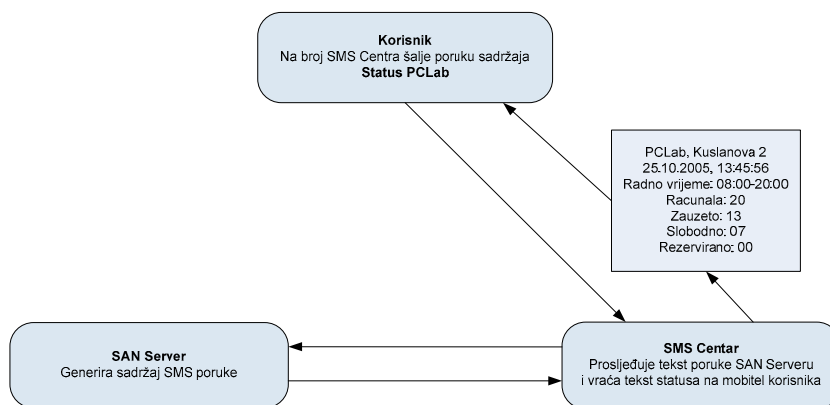 Korisnik
Na broj SMS Centra šalje poruku sadržaja
Status PCLab
PCLab, Kuslanova 2
25.10.2005, 13:45:56
Radno vrijeme: 08:00-20:00
Racunala: 20
Zauzeto: 13
Slobodno: 07
Rezervirano: 00
SAN Server
Generira sadržaj SMS poruke
SMS Centar
Prosljeđuje tekst poruke SAN Serveru
i vraća tekst statusa na mobitel korisnika